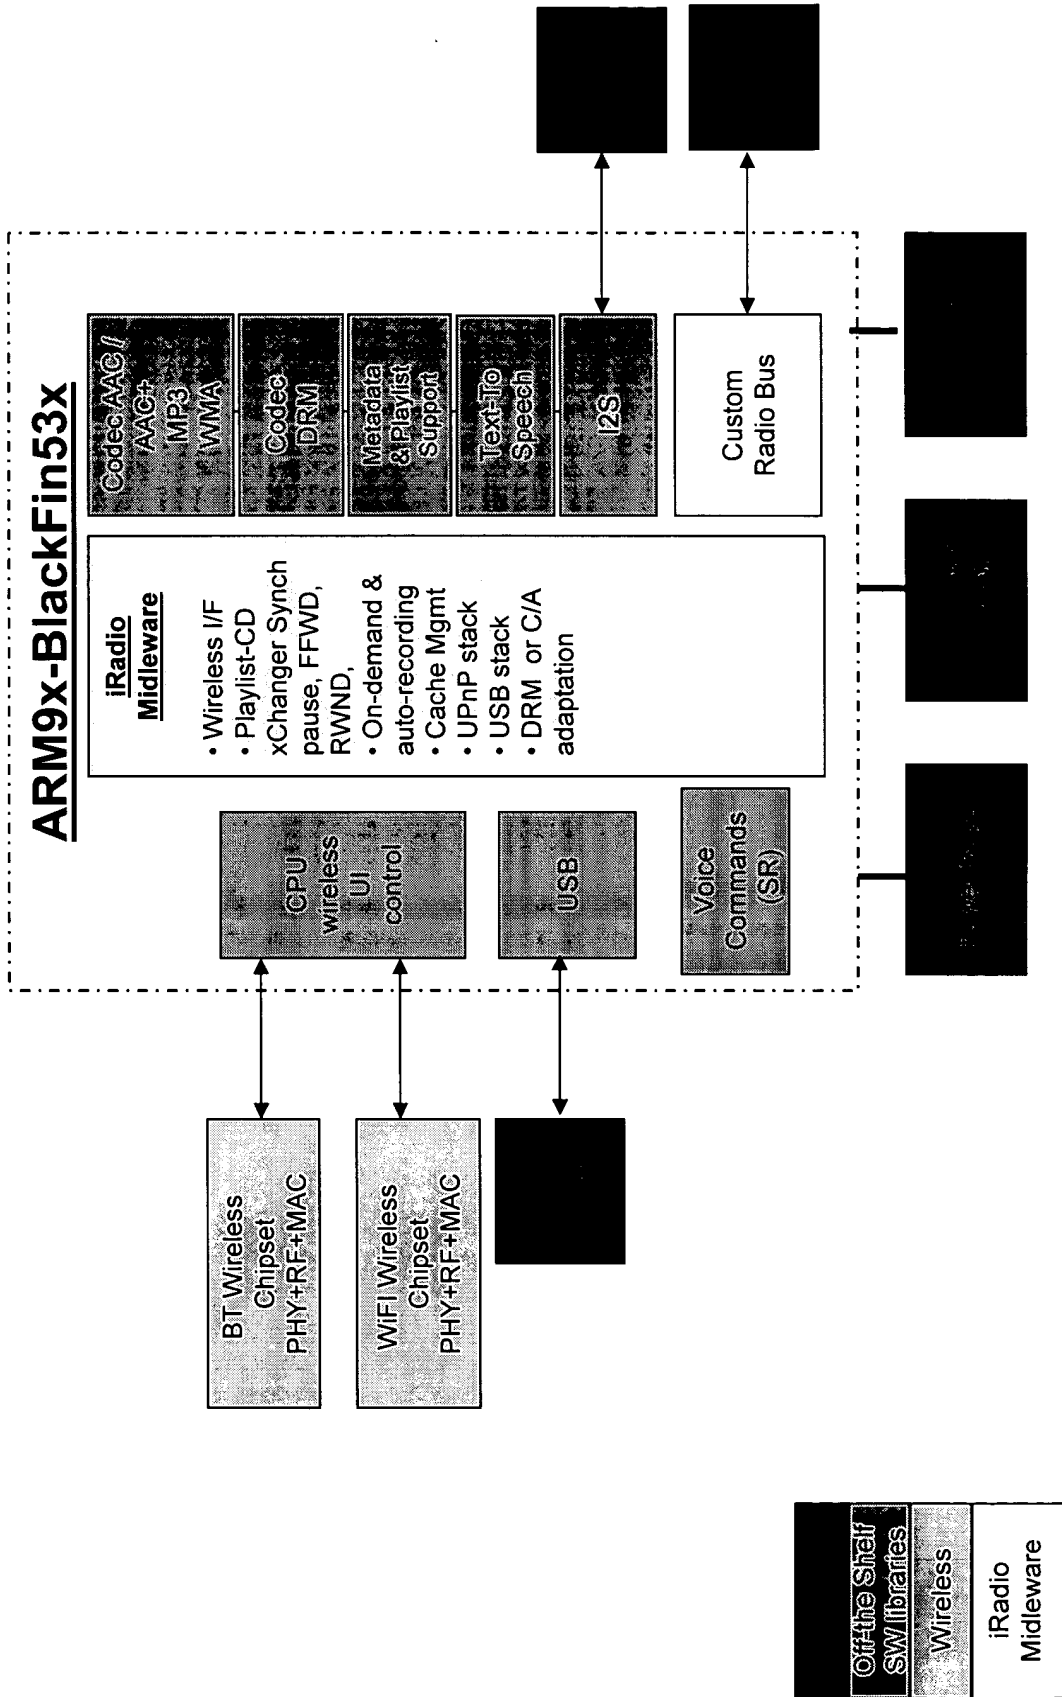 ARM9x-BlackFin53x
BT Wireless
Chipset
PHY+RF+MAC
WiFI Wireless
Chipset
PHY+RF+MAC
CPU
wireless
UI
control
USB
Voice
Commands
(SR)
iRadio
Midleware
• Wireless I/F
• Playlist-CD
xChanger Synch
pause, FFWD,
RWND,
• On-demand &
auto-recording
• Cache Mgmt
• UPnP stack
• USB stack
• DRM or C/A
adaptation
Codec AAC /
AAC+
MP3
WMA
Codec
DRM
Metadata
& Playlist
Support
Text-To
Speech
I2S
Custom
Radio Bus
Off-the Shelf
SW libraries
Wireless
iRadio
Midleware